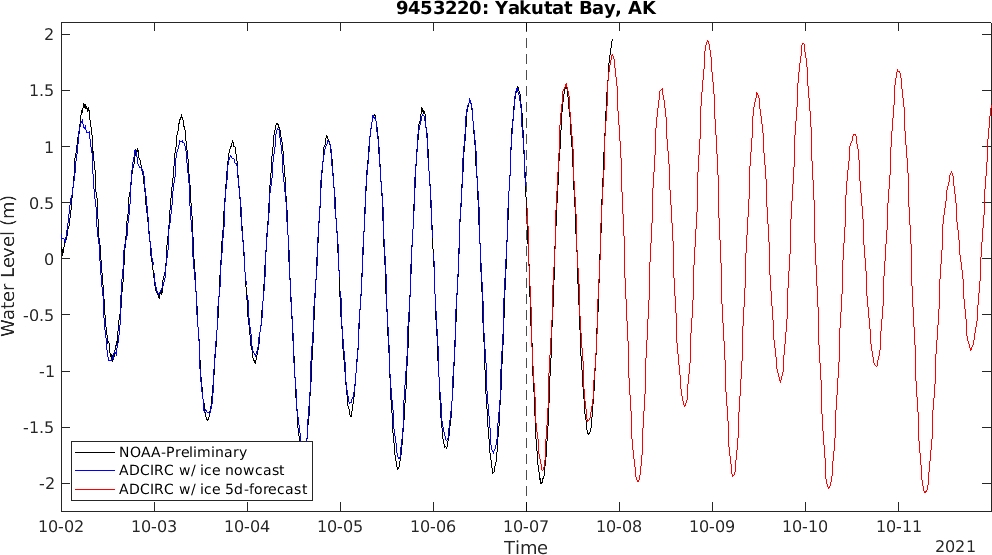 9453220: Yakutat Bay, AK
Water Level (m)
2
1.5
1
0.5
0
-0.5
-1
-1.5
-2
NOAA-Preliminary
ADCIRC w/ ice nowcast
ADCIRC w/ ice 5d-forecast
10-02 10-03 10-04 10-05 10-06 10-07 10-08 10-09 10-10 10-11
Time
2021